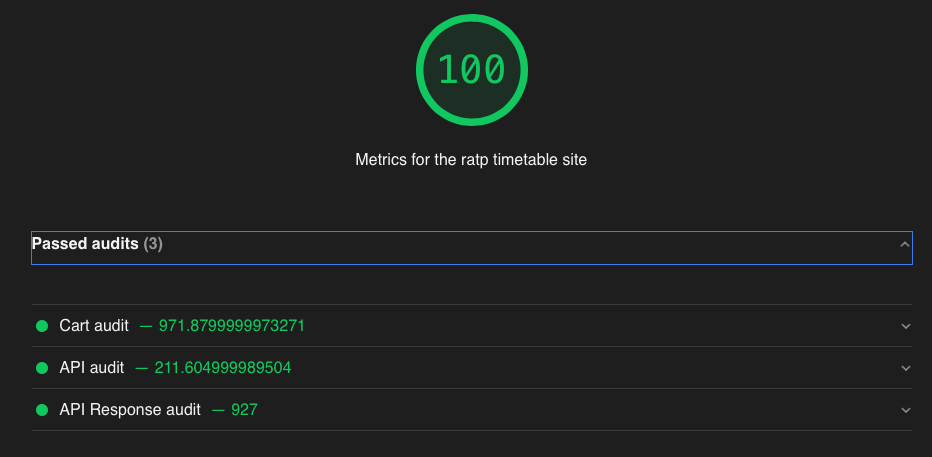 100
Metrics for the ratp timetable site
Passed audits (3)
Cart audit — 971.8799999973271
API audit — 211.604999989504
API Response audit — 927